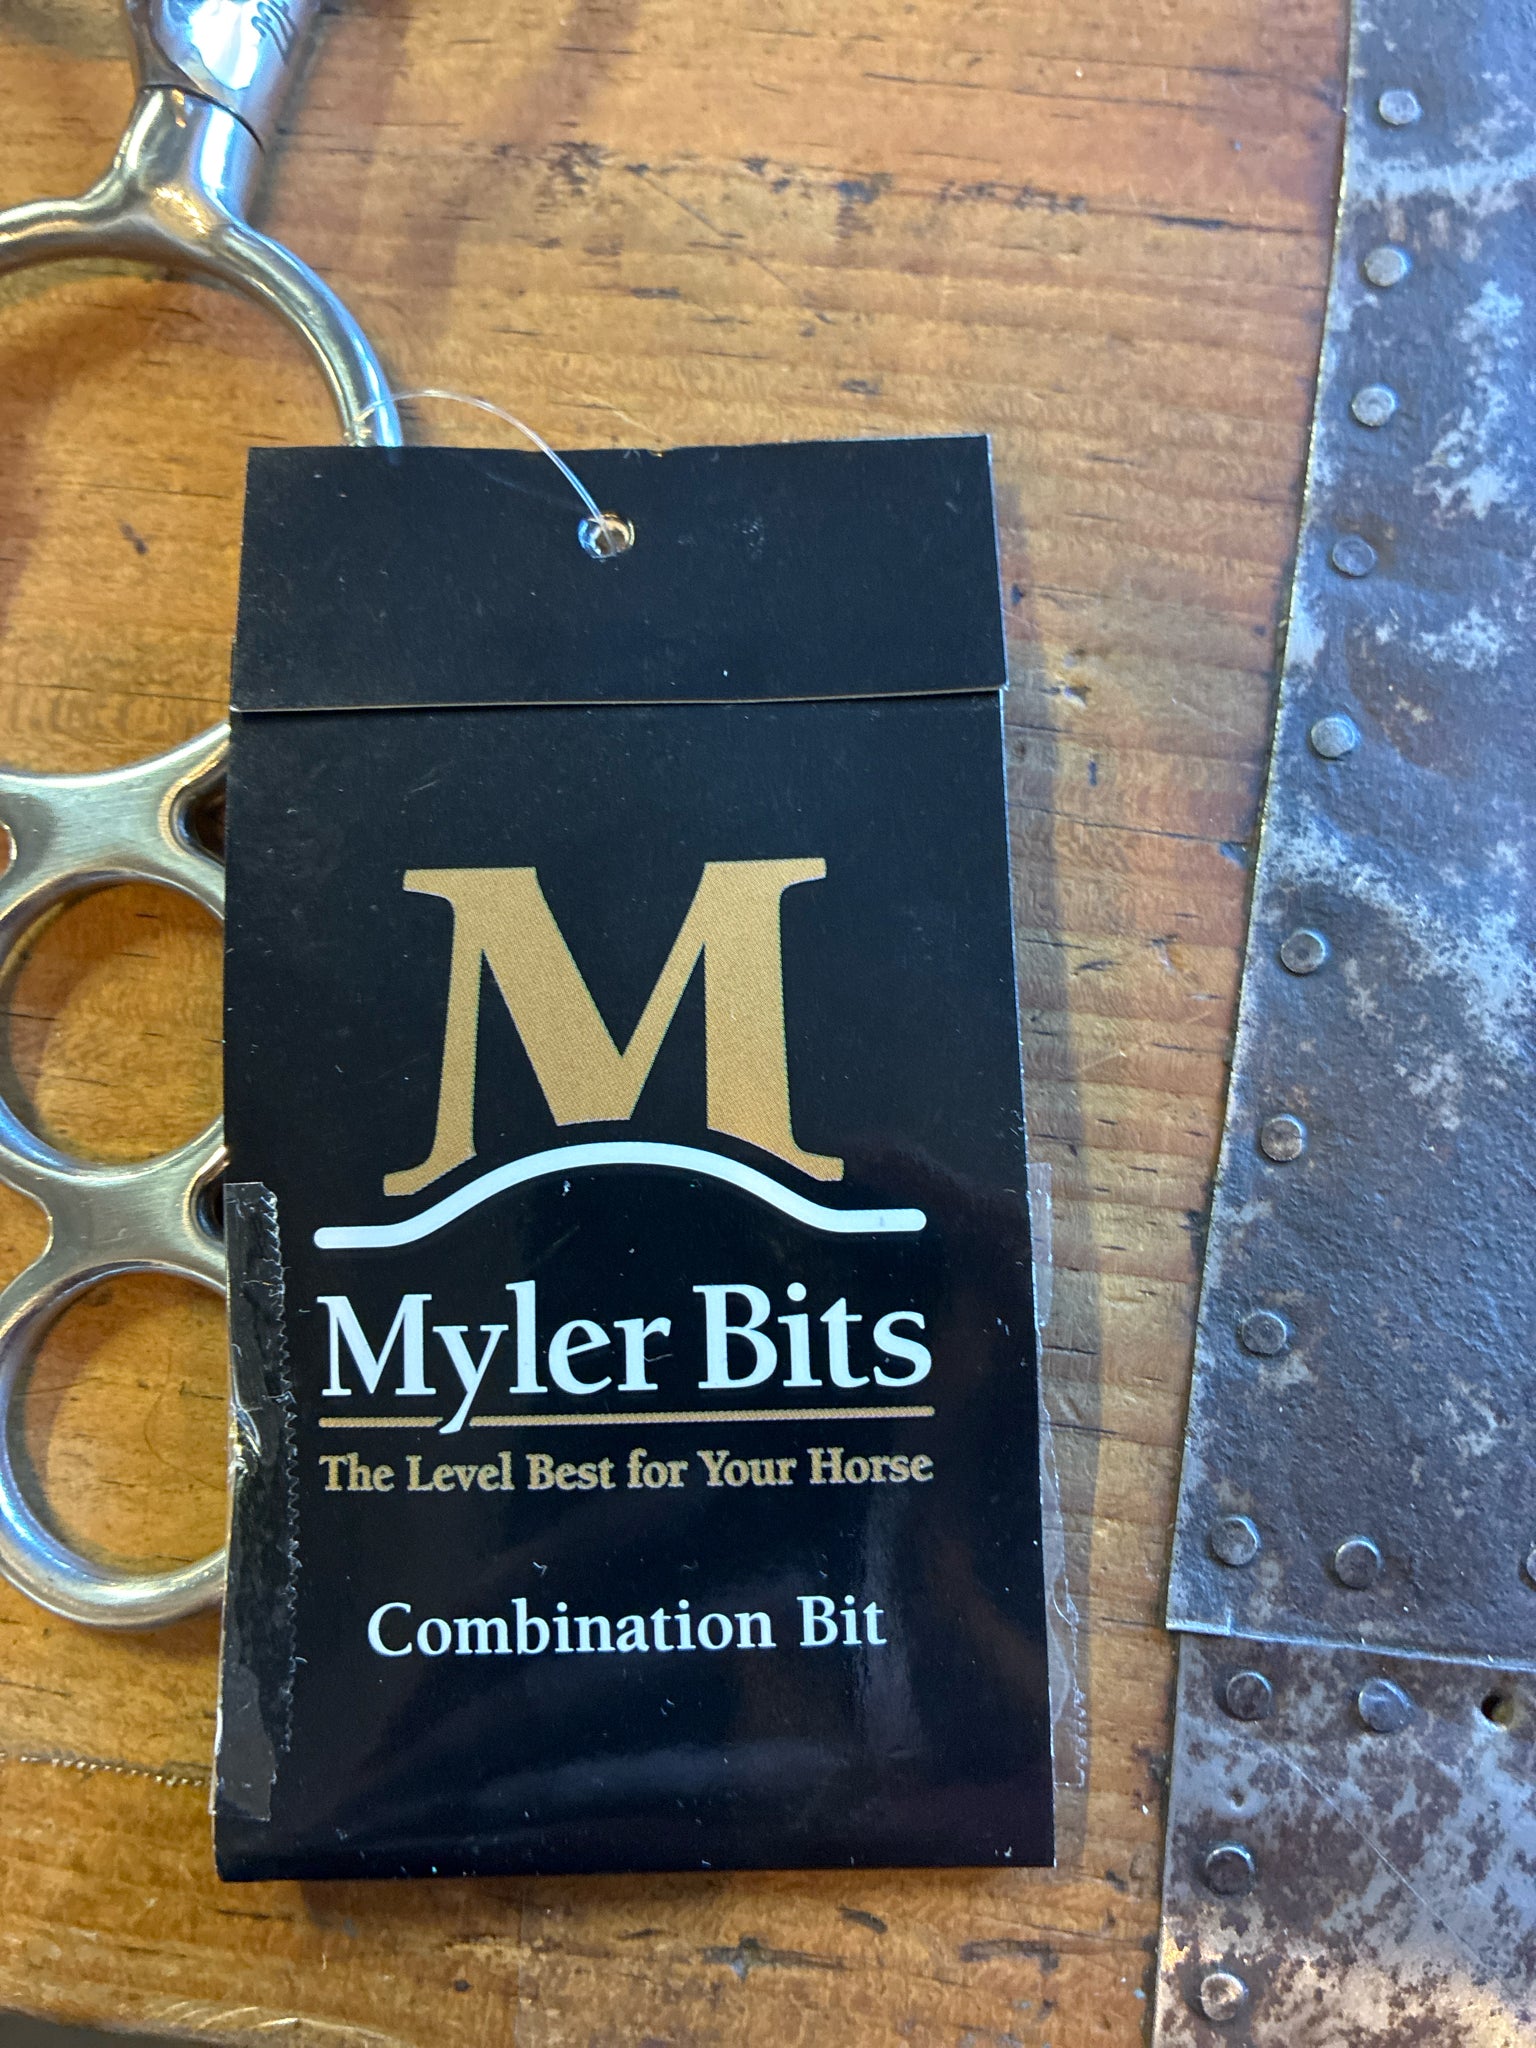 M
Myler Bits
The Level Best for Your Horse
Combination Bit